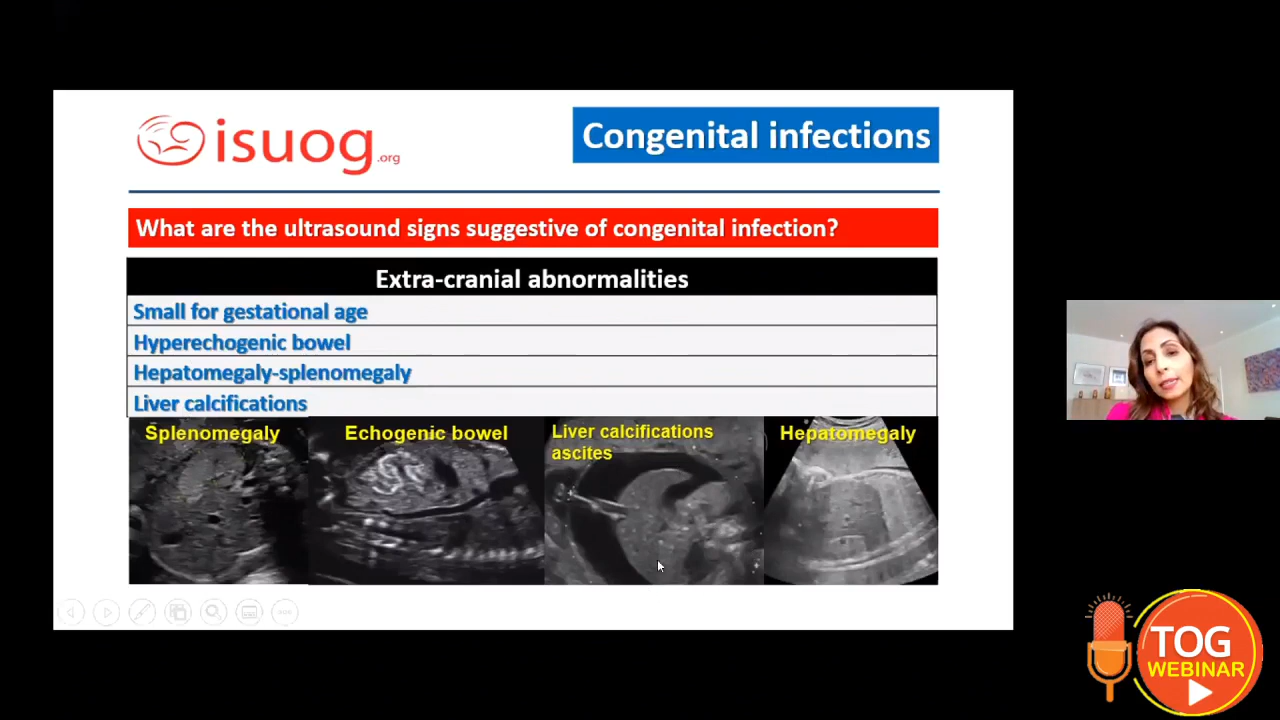 isuog.org
Congenital infections
What are the ultrasound signs suggestive of congenital infection?
Extra-cranial abnormalities
Small for gestational age
Hyperechogenic bowel
Hepatomegaly-splenomegaly
Liver calcifications
Splenomegaly
Echogenic bowel
Liver calcifications
ascites
Hepatomegaly
TOG
WEBINAR